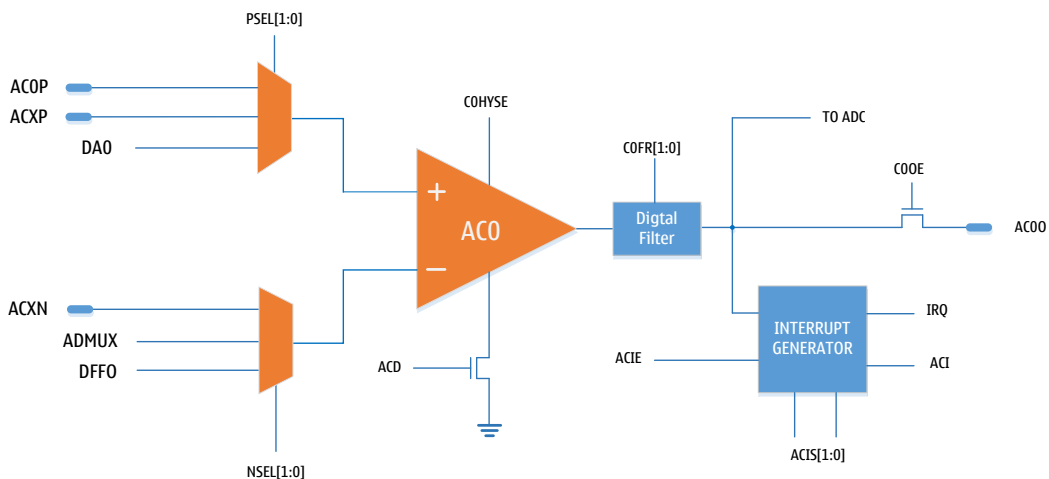 PSEL[1:0]
AC0P
ACXP
DAO
C0HYSE
C0FR[1:0]
TO ADC
C0OE
+
AC0
−
Digtal
Filter
AC0O
ACXN
ADMUX
DFFO
ACD
ACIE
INTERRUPT
GENERATOR
IRQ
ACI
NSEL[1:0]
ACIS[1:0]